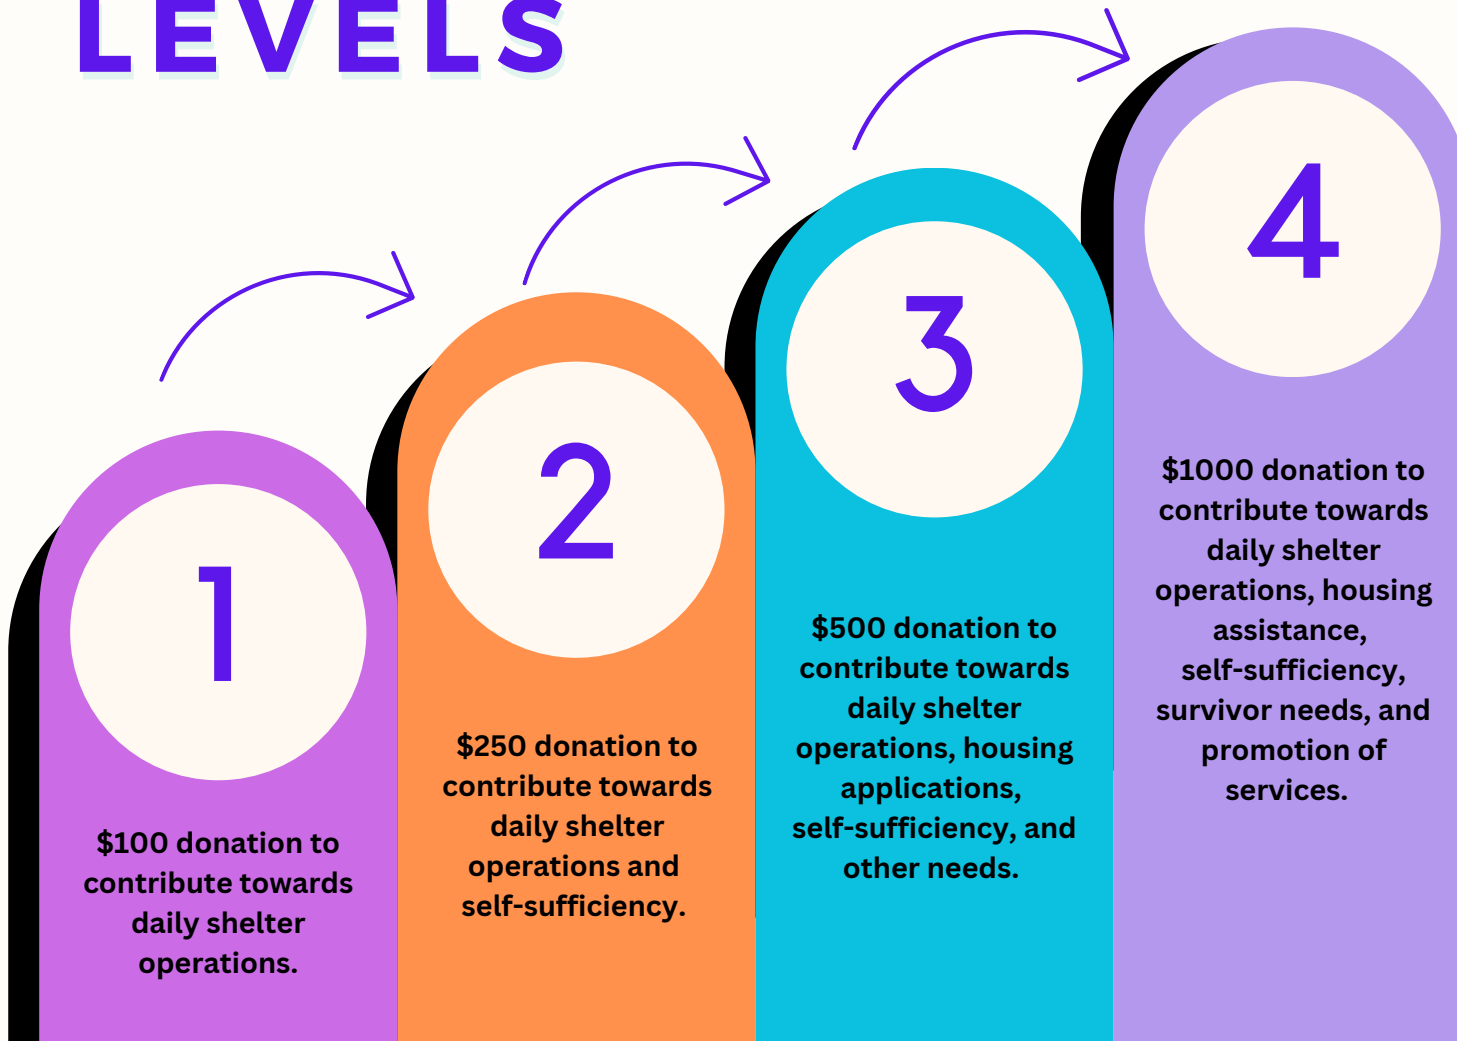 LEVELS
1
$100 donation to
contribute towards
daily shelter
operations.
2
$250 donation to
contribute towards
daily shelter
operations and
self-sufficiency.
3
$500 donation to
contribute towards
daily shelter
operations, housing
applications,
self-sufficiency, and
other needs.
4
$1000 donation to
contribute towards
daily shelter
operations, housing
assistance,
self-sufficiency,
survivor needs, and
promotion of
services.